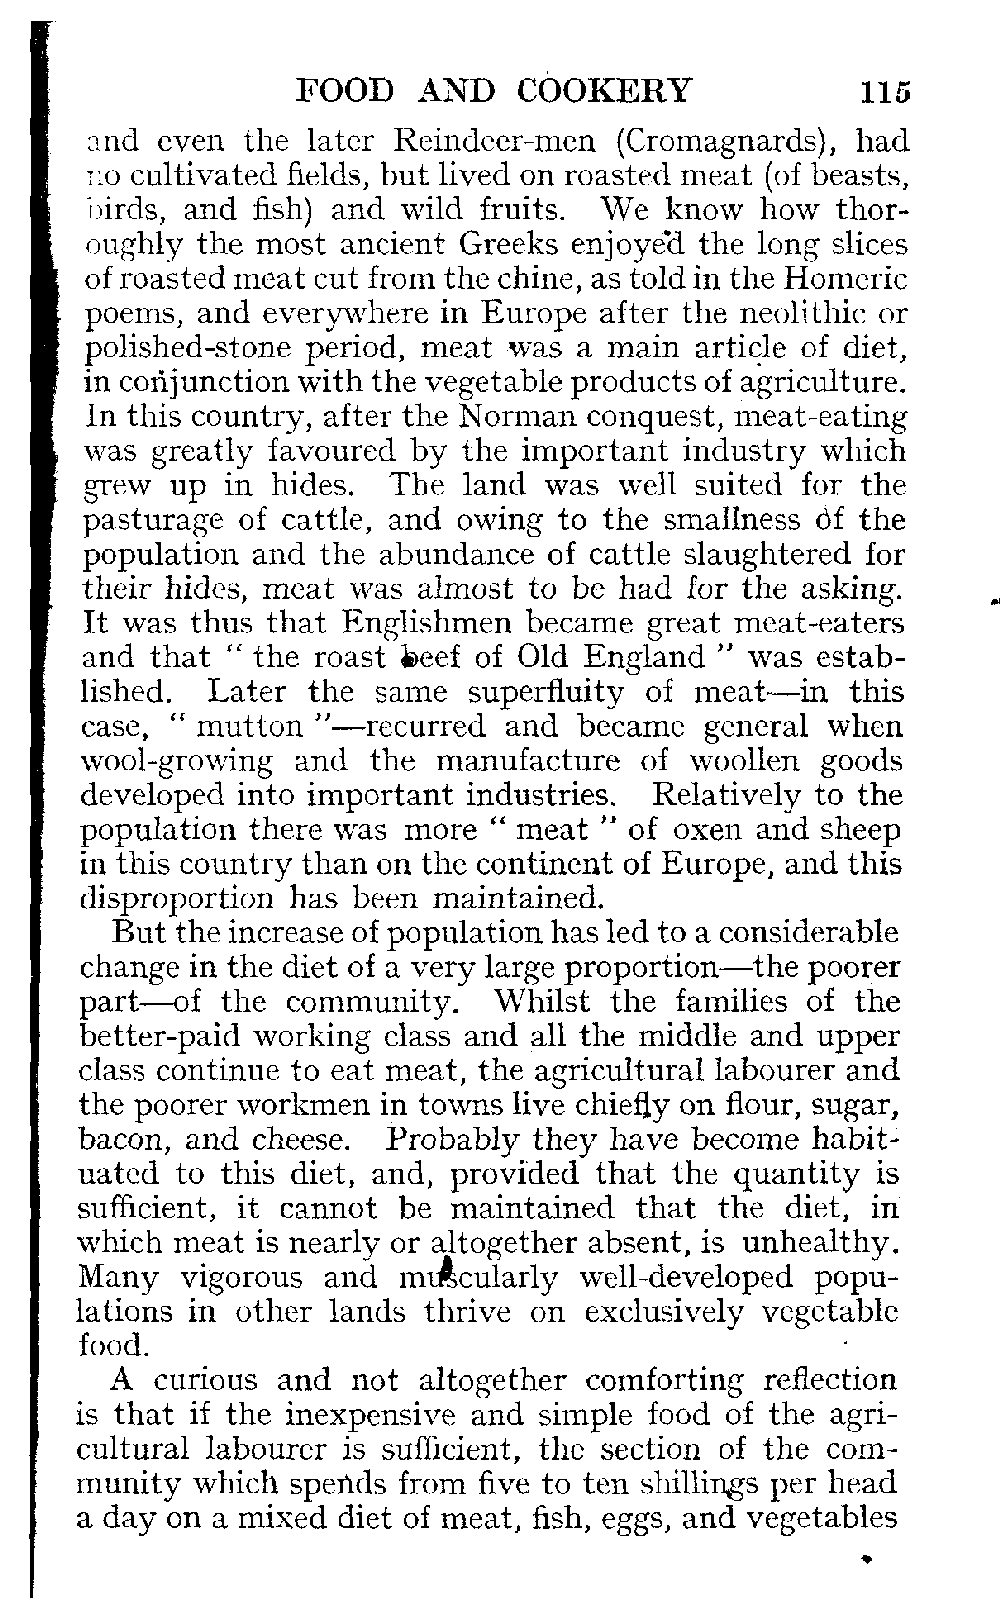 FOOD AND COOKERY 115
and even the later Reindeer-men (Cromagnards), had
no cultivated fields, but lived on roasted meat (of beasts,
birds, and fish) and wild fruits. We know how thor-
oughly the most ancient Greeks enjoyed the long slices
of roasted meat cut from the chine, as told in the Homeric
poems, and everywhere in Europe after the neolithic or
polished-stone period, meat was a main article of diet,
in conjunction with the vegetable products of agriculture.
In this country, after the Norman conquest, meat-eating
was greatly favoured by the important industry which
grew up in hides. The land was well suited for the
pasturage of cattle, and owing to the smallness of the
population and the abundance of cattle slaughtered for
their hides, meat was almost to be had for the asking.
It was thus that Englishmen became great meat-eaters
and that “ the roast beef of Old England ” was estab-
lished. Later the same superfluity of meat—in this
case, “ mutton ”—recurred and became general when
wool-growing and the manufacture of woollen goods
developed into important industries. Relatively to the
population there was more “ meat ” of oxen and sheep
in this country than on the continent of Europe, and this
disproportion has been maintained.
But the increase of population has led to a considerable
change in the diet of a very large proportion—the poorer
part—of the community. Whilst the families of the
better-paid working class and all the middle and upper
class continue to eat meat, the agricultural labourer and
the poorer workmen in towns live chiefly on flour, sugar,
bacon, and cheese. Probably they have become habit-
uated to this diet, and, provided that the quantity is
sufficient, it cannot be maintained that the diet, in
which meat is nearly or altogether absent, is unhealthy.
Many vigorous and muscularly well-developed popu-
lations in other lands thrive on exclusively vegetable
food.
A curious and not altogether comforting reflection
is that if the inexpensive and simple food of the agri-
cultural labourer is sufficient, the section of the com-
munity which spends from five to ten shillings per head
a day on a mixed diet of meat, fish, eggs, and vegetables